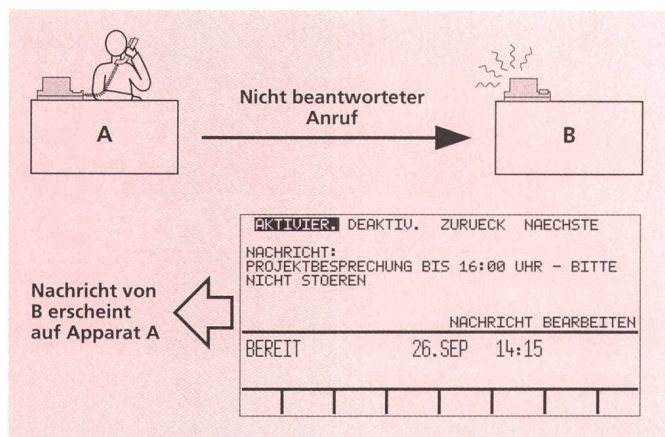 A
Nicht beantworteter
Anruf
B
AKTIVIER. DEAKTIV. ZURUECK NAECHSTE
NACHRICHT:
PROJEKTBESPRECHUNG BIS 16:00 UHR - BITTE
NICHT STOEREN
NACHRICHT BEARBEITEN
BEREIT 26.SEP 14:15
Nachricht von
B erscheint
auf Apparat A